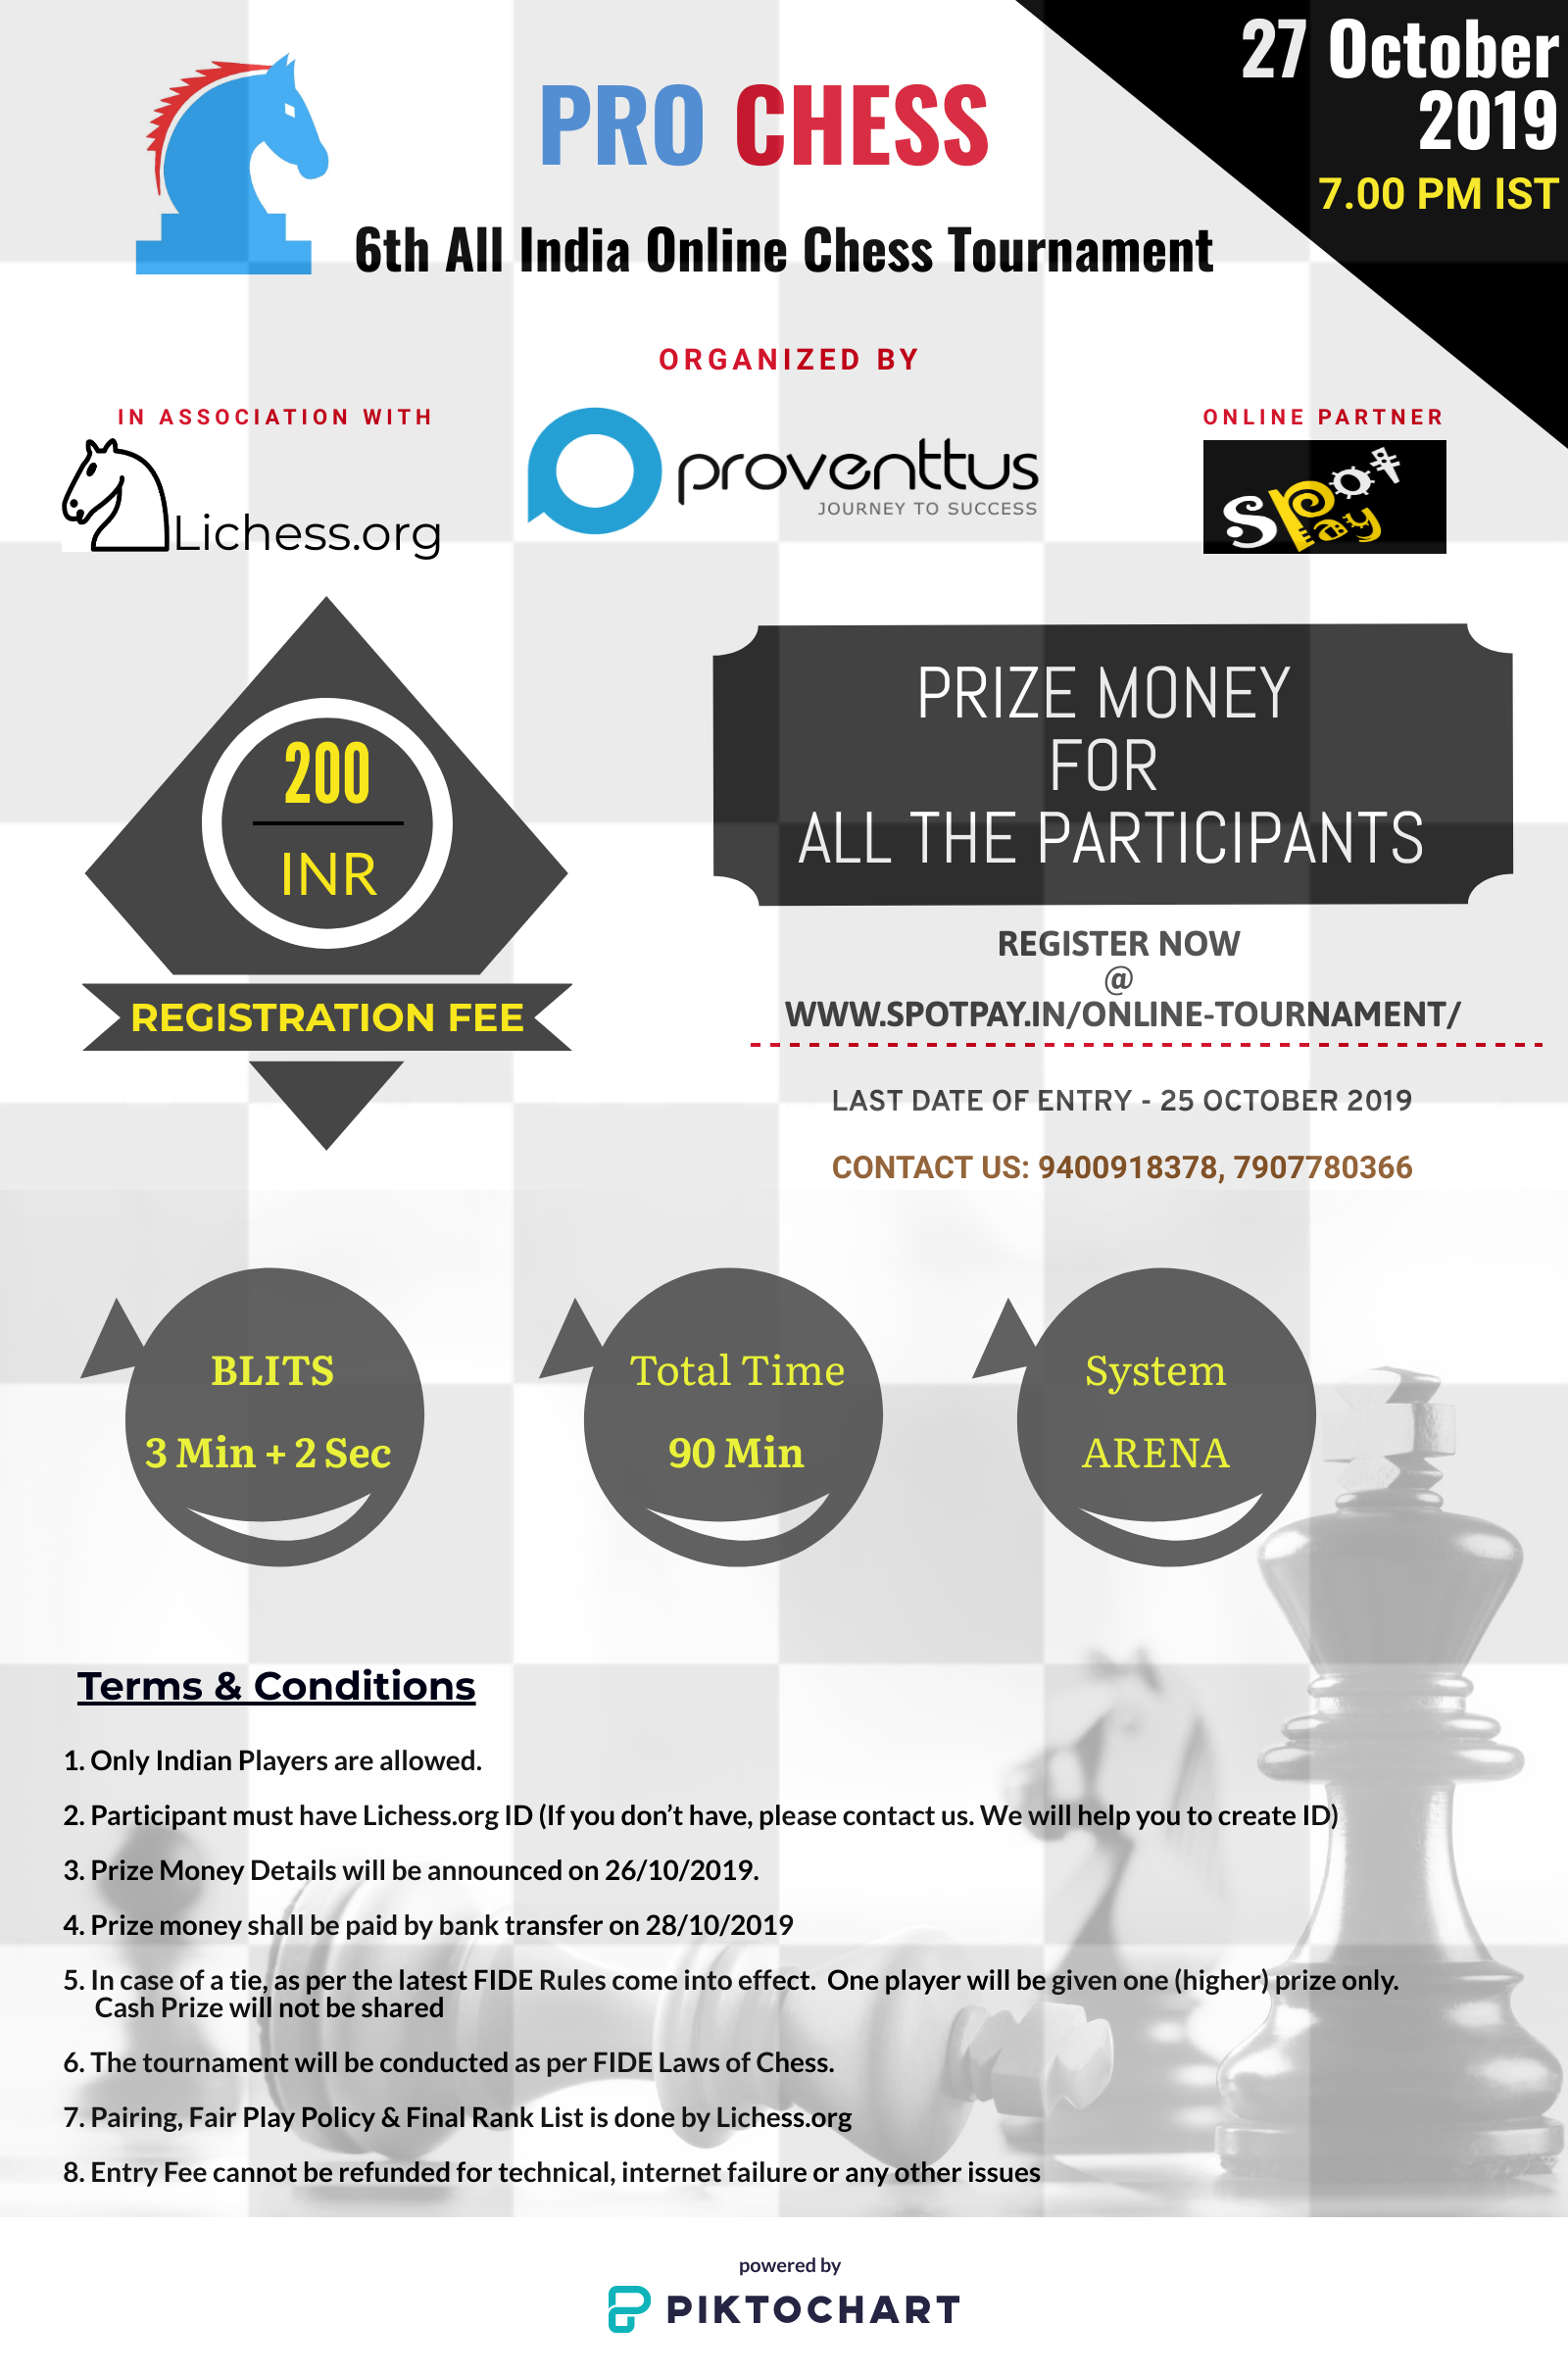 27 October
2019
7.00 PM IST
PRO CHESS
6th All India Online Chess Tournament
ORGANIZED BY
IN ASSOCIATION WITH
ONLINE PARTNER
Lichess.org
proventtus
JOURNEY TO SUCCESS
spot
Pay
200
INR
REGISTRATION FEE
PRIZE MONEY
FOR
ALL THE PARTICIPANTS
REGISTER NOW
@
WWW.SPOTPAY.IN/ONLINE-TOURNAMENT/
LAST DATE OF ENTRY - 25 OCTOBER 2019
CONTACT US: 9400918378, 7907780366
BLITS
3 Min + 2 Sec
Total Time
90 Min
System
ARENA
Terms & Conditions
1. Only Indian Players are allowed.
2. Participant must have Lichess.org ID (If you don’t have, please contact us. We will help you to create ID)
3. Prize Money Details will be announced on 26/10/2019.
4. Prize money shall be paid by bank transfer on 28/10/2019
5. In case of a tie, as per the latest FIDE Rules come into effect.  One player will be given one (higher) prize only.
Cash Prize will not be shared
6. The tournament will be conducted as per FIDE Laws of Chess.
7. Pairing, Fair Play Policy & Final Rank List is done by Lichess.org
8. Entry Fee cannot be refunded for technical, internet failure or any other issues
powered by
PIKTOCHART